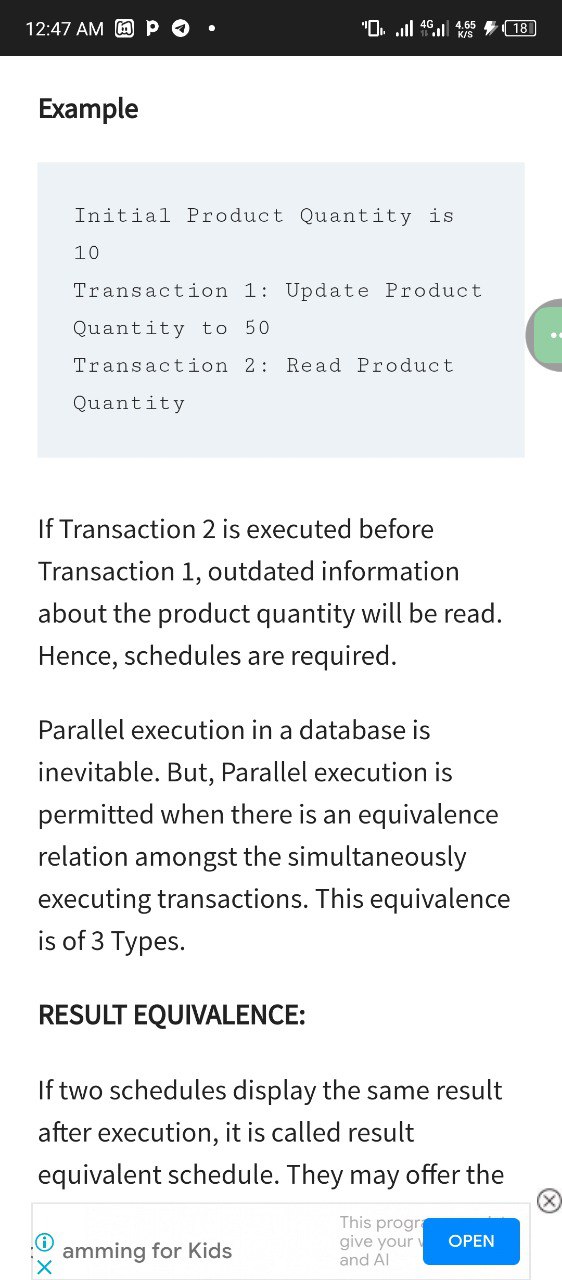 12:47 AM
4G
4.65
K/S
18
Example
Initial Product Quantity is
10
Transaction 1: Update Product
Quantity to 50
Transaction 2: Read Product
Quantity
If Transaction 2 is executed before
Transaction 1, outdated information
about the product quantity will be read.
Hence, schedules are required.
Parallel execution in a database is
inevitable. But, Parallel execution is
permitted when there is an equivalence
relation amongst the simultaneously
executing transactions. This equivalence
is of 3 Types.
RESULT EQUIVALENCE:
If two schedules display the same result
after execution, it is called result
equivalent schedule. They may offer the
amming for Kids
This progr
give your
and AI
OPEN